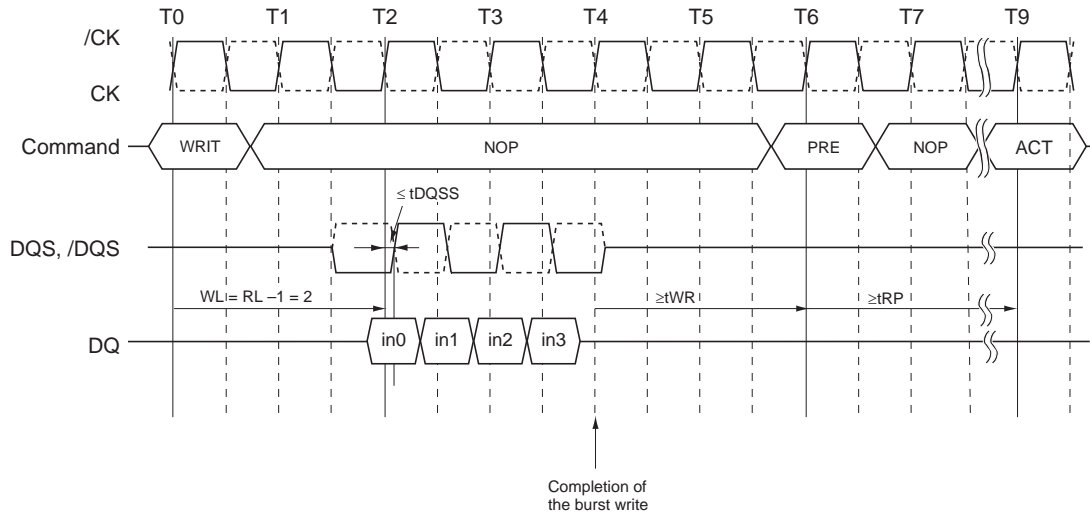 T0 T1 T2 T3 T4 T5 T6 T7 T9
/CK
CK
Command WRIT NOP PRE NOP ACT
≤ tDQSS
DQS, /DQS
WL = RL –1 = 2 ≥tWR ≥tRP
DQ in0 in1 in2 in3
Completion of
the burst write